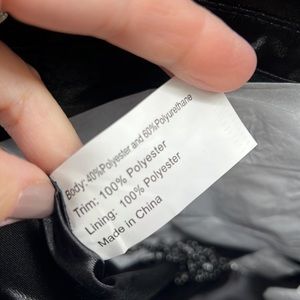 Body: 40%Polyester and 60%Polyurethane
Trim: 100% Polyester
Lining: 100% Polyester
Made in China